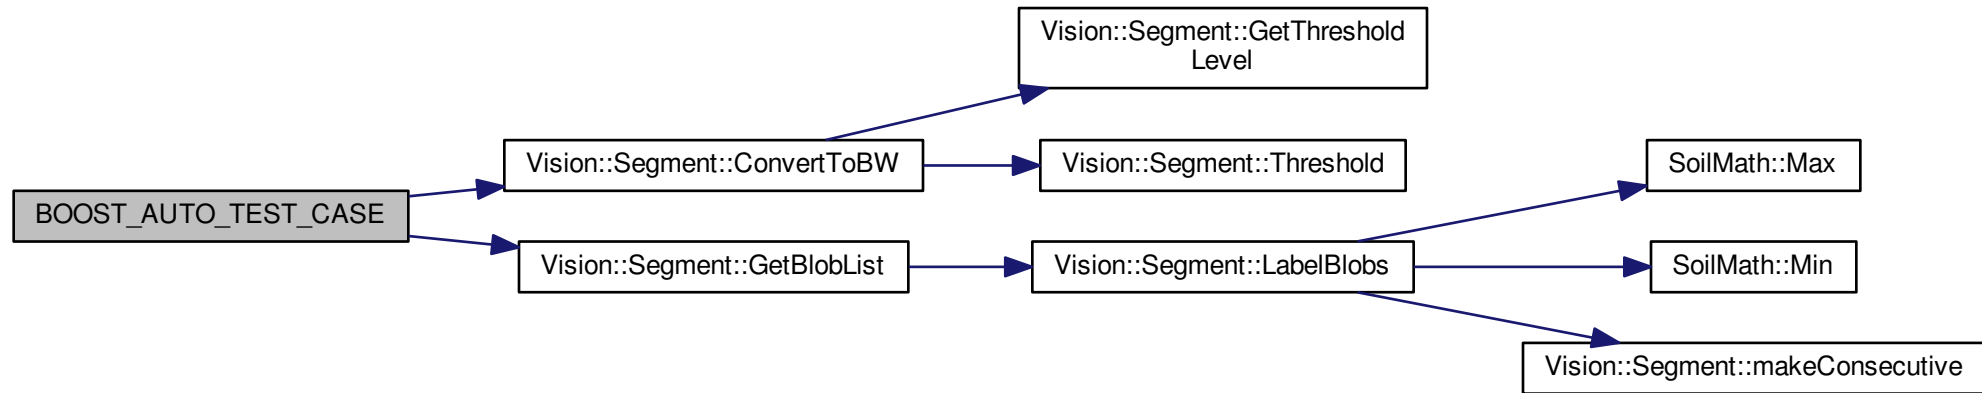 Vision::Segment::GetThreshold
Level
Vision::Segment::ConvertToBW
Vision::Segment::Threshold
SoilMath::Max
BOOST_AUTO_TEST_CASE
Vision::Segment::GetBlobList
Vision::Segment::LabelBlobs
SoilMath::Min
Vision::Segment::makeConsecutive